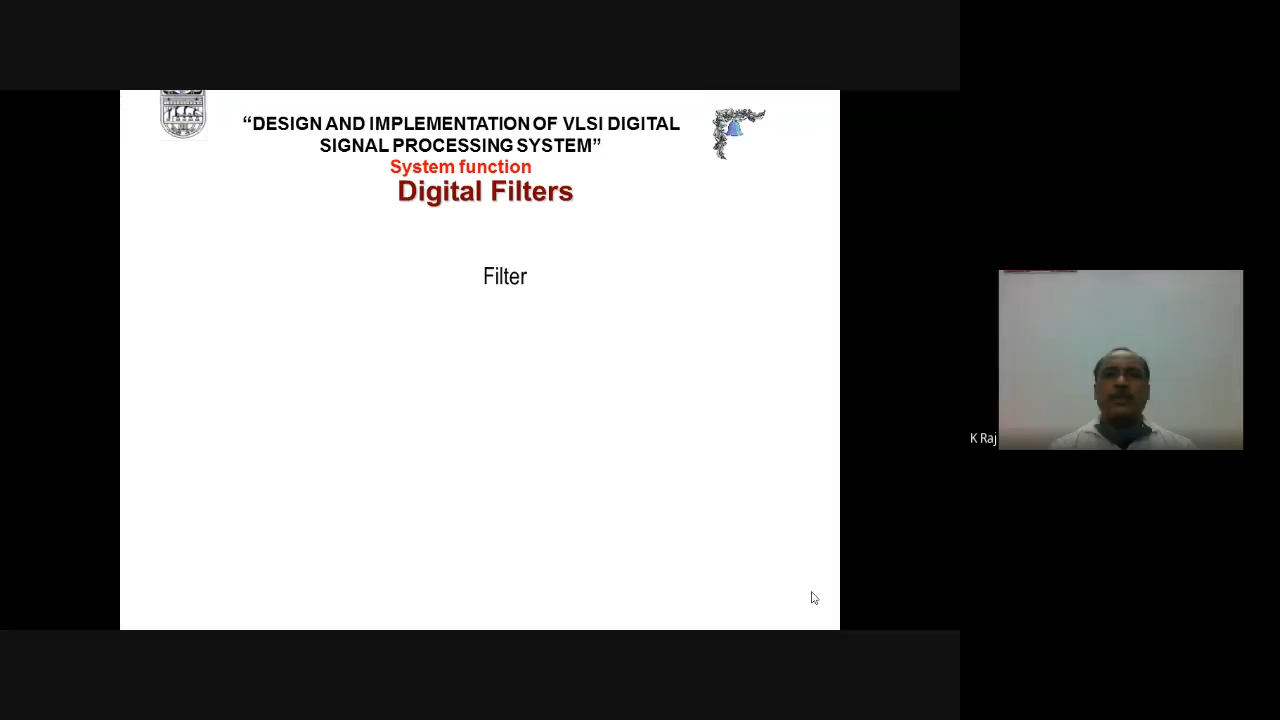 “DESIGN AND IMPLEMENTATION OF VLSI DIGITAL
SIGNAL PROCESSING SYSTEM”
System function
Digital Filters
Filter
K Raj